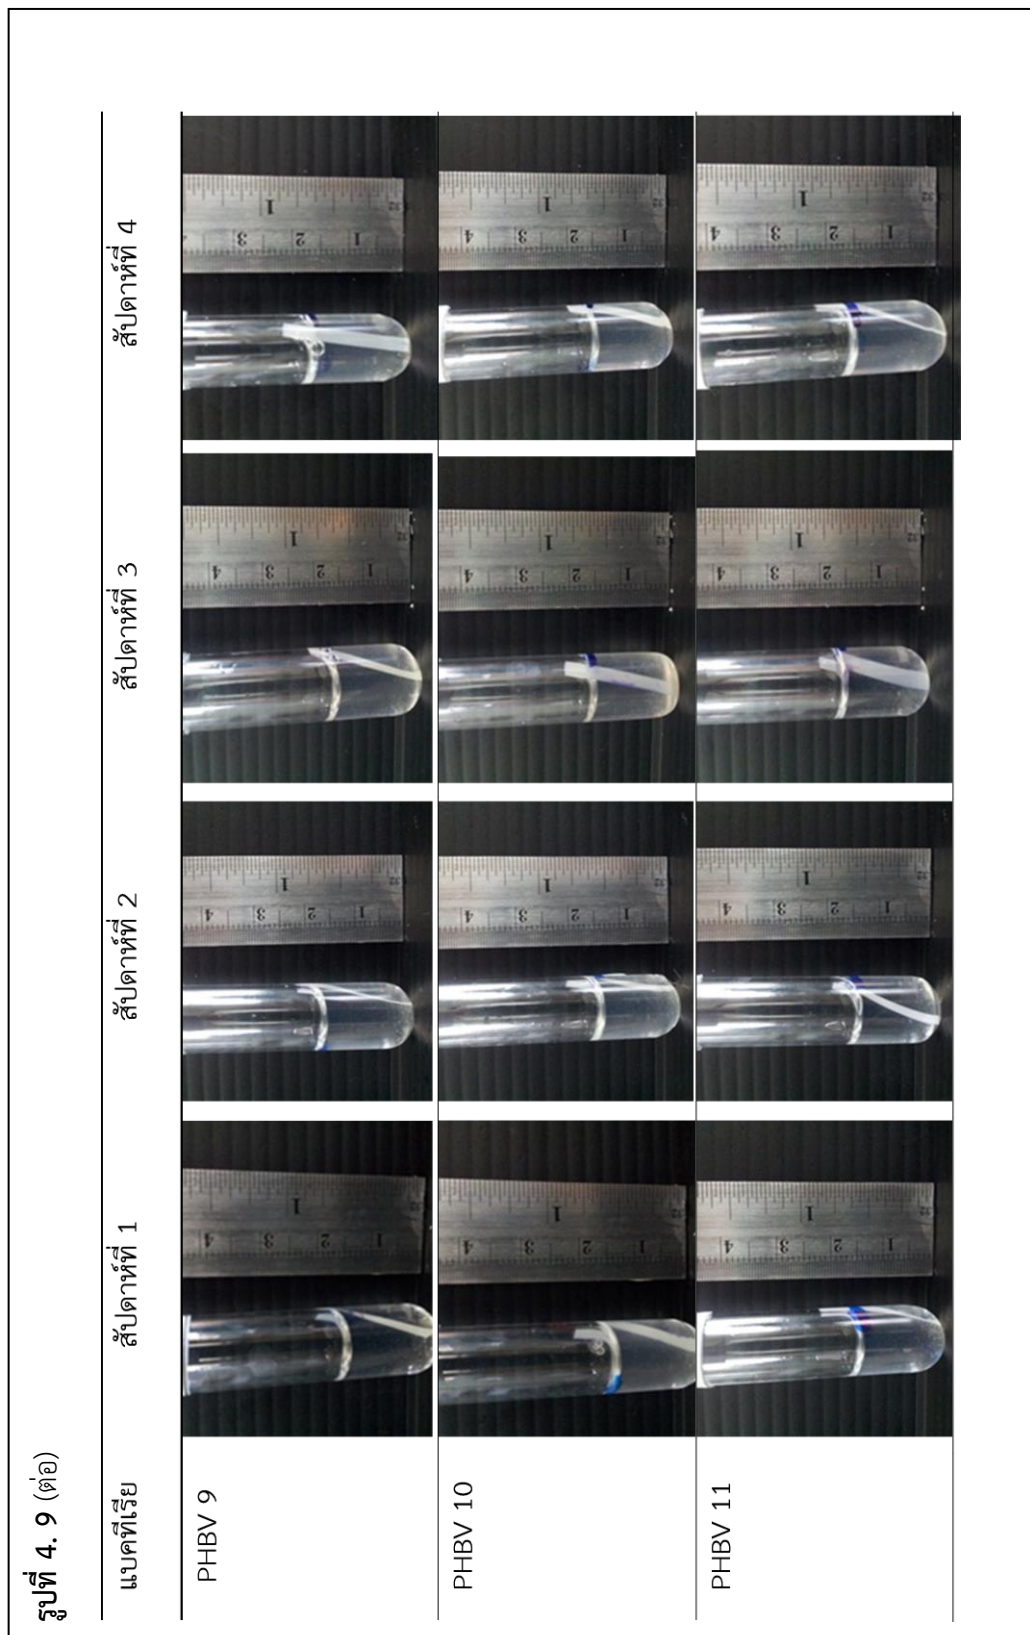 รูปที่ 4. 9 (ต่อ)
แบคทีเรีย สัปดาห์ที่ 1 สัปดาห์ที่ 2 สัปดาห์ที่ 3 สัปดาห์ที่ 4
PHBV 9
PHBV 10
PHBV 11